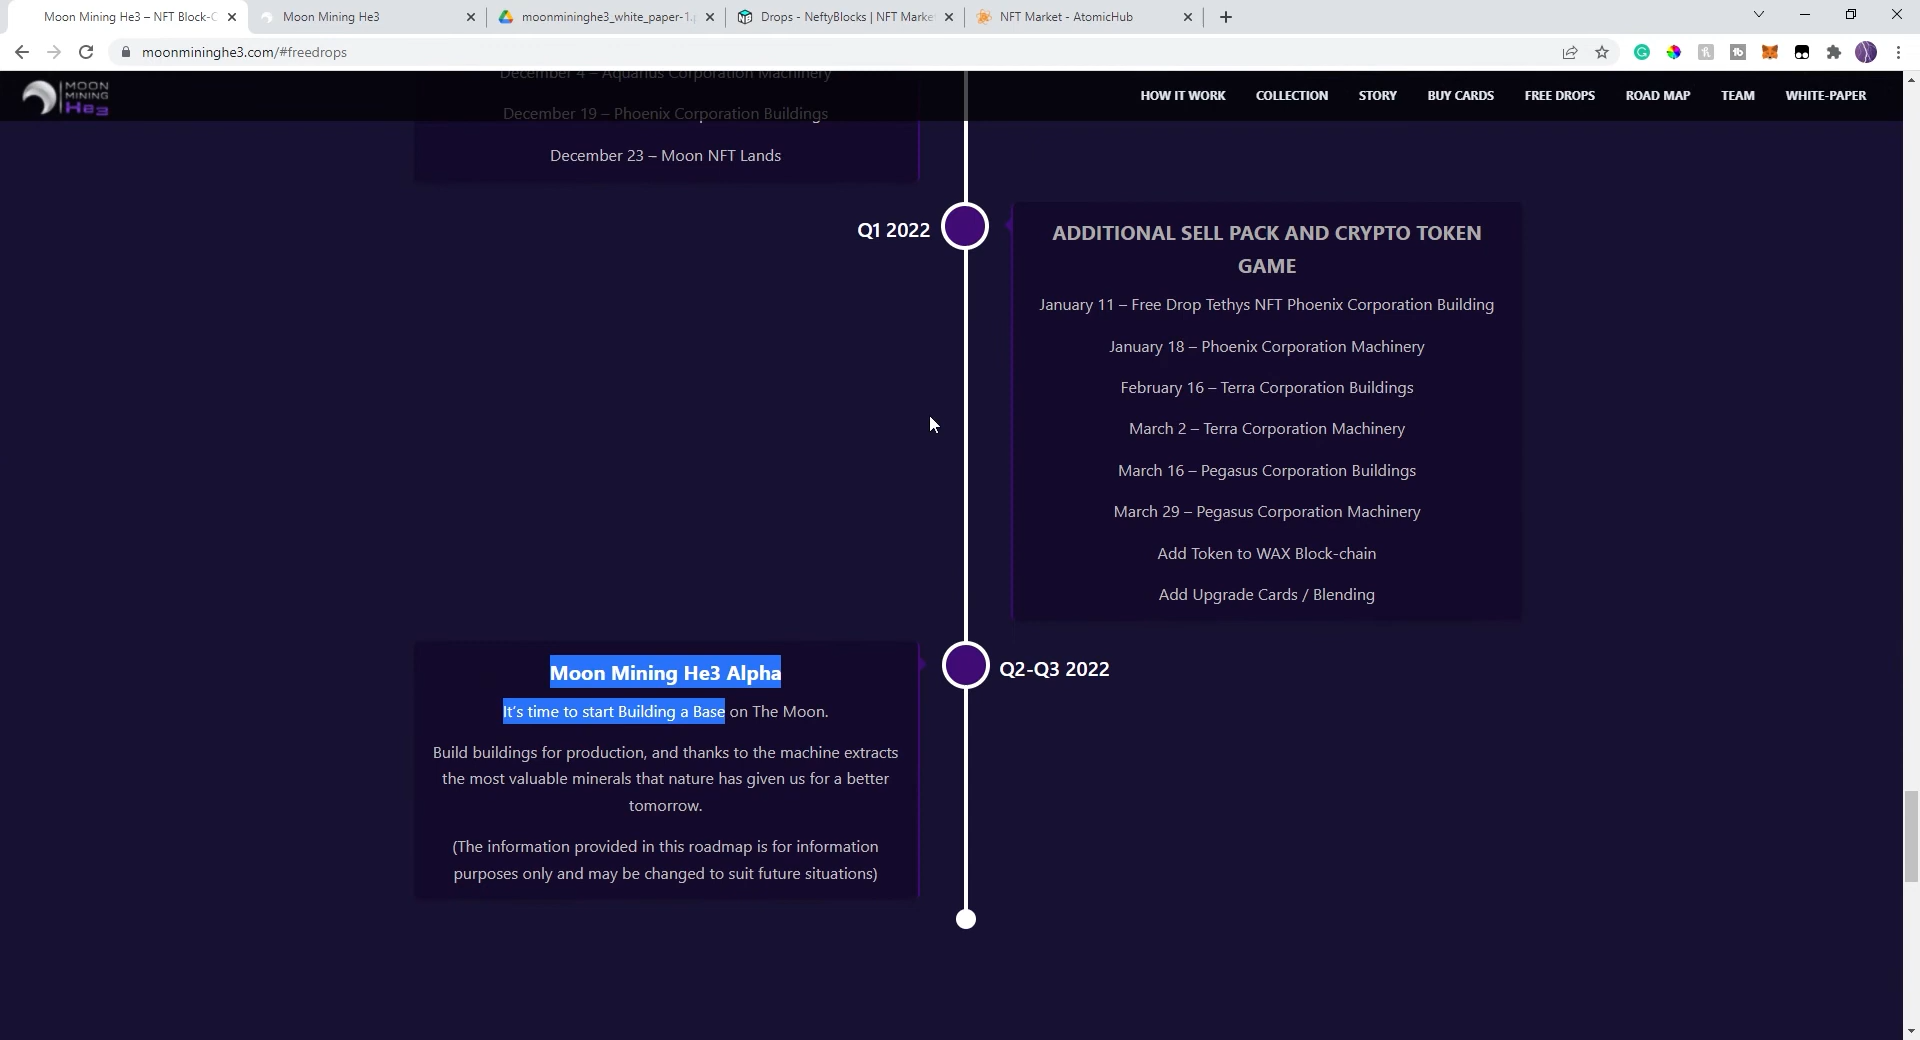 Moon Mining He3 – NFT Block-C
Moon Mining He3
moonmininghe3_white_paper-1.p
Drops - NeftyBlocks | NFT Market
NFT Market - AtomicHub
moonmininghe3.com/#freedrops
MOON
MINING
He3
HOW IT WORK
COLLECTION
STORY
BUY CARDS
FREE DROPS
ROAD MAP
TEAM
WHITE-PAPER
December 4 – Aquarius Corporation Machinery
December 19 – Phoenix Corporation Buildings
December 23 – Moon NFT Lands
Q1 2022
ADDITIONAL SELL PACK AND CRYPTO TOKEN
GAME
January 11 – Free Drop Tethys NFT Phoenix Corporation Building
January 18 – Phoenix Corporation Machinery
February 16 – Terra Corporation Buildings
March 2 – Terra Corporation Machinery
March 16 – Pegasus Corporation Buildings
March 29 – Pegasus Corporation Machinery
Add Token to WAX Block-chain
Add Upgrade Cards / Blending
Q2-Q3 2022
Moon Mining He3 Alpha
It’s time to start Building a Base on The Moon.
Build buildings for production, and thanks to the machine extracts
the most valuable minerals that nature has given us for a better
tomorrow.
(The information provided in this roadmap is for information
purposes only and may be changed to suit future situations)